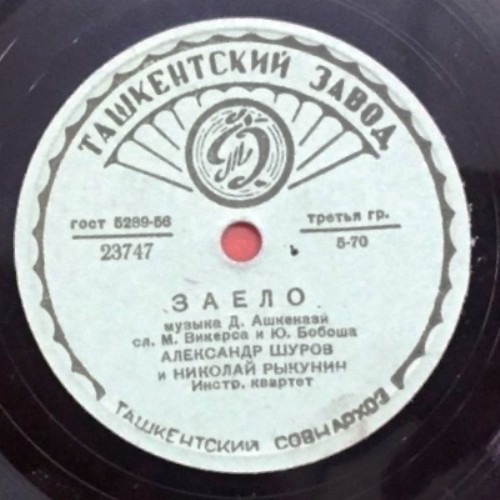 ТАШКЕНТСКИЙ ЗАВОД
гост 5289-56
23747
третья гр.
5-70
ЗАЕЛО
музыка Д. Ашкенази
сл. М. Викерса и Ю. Бобоша
АЛЕКСАНДР ШУРОВ
и НИКОЛАЙ РЫКУНИН
Инстр. квартет
ТАШКЕНТСКИЙ СОВНАРХОЗ